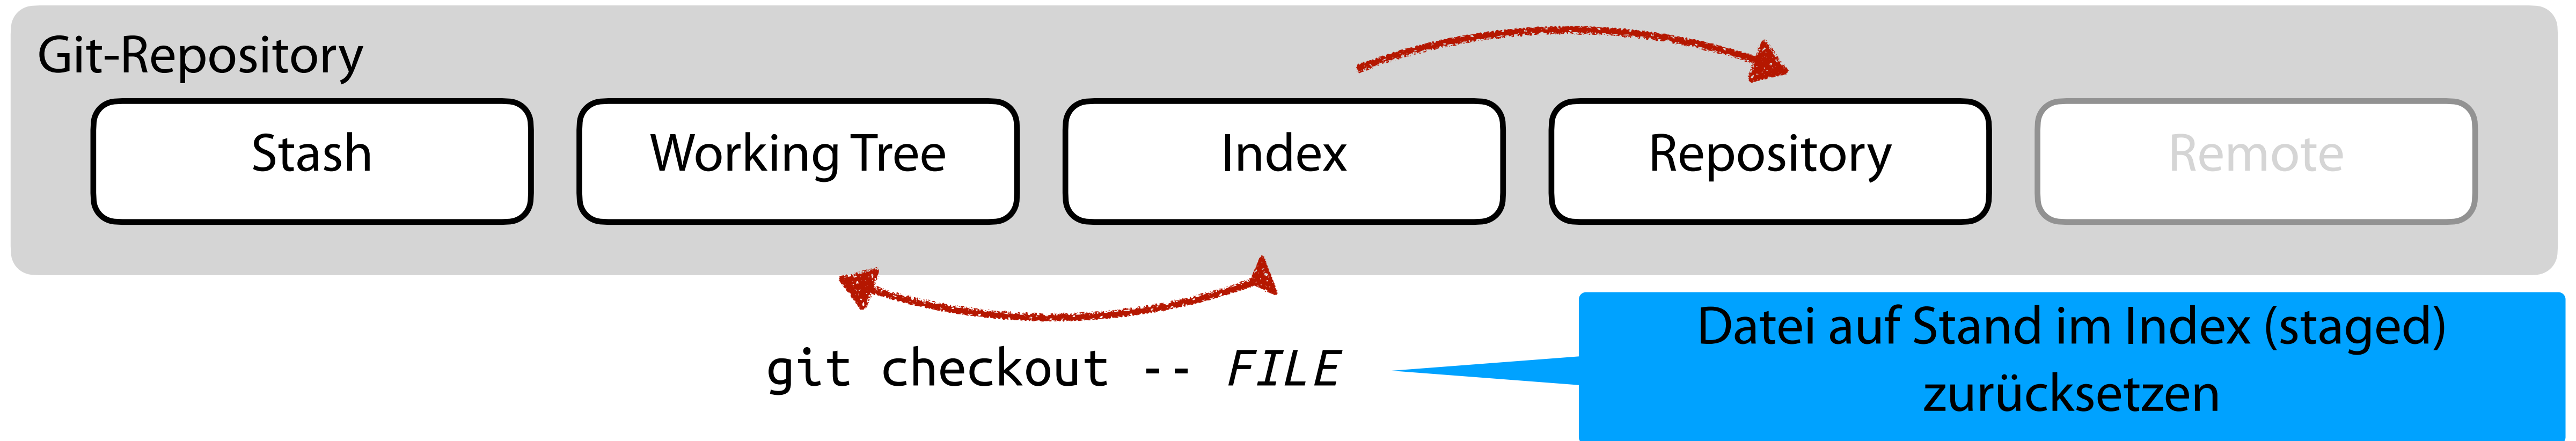 Git-Repository
Stash
Working Tree
Index
Repository
Remote
git checkout -- FILE
Datei auf Stand im Index (staged)
zurücksetzen